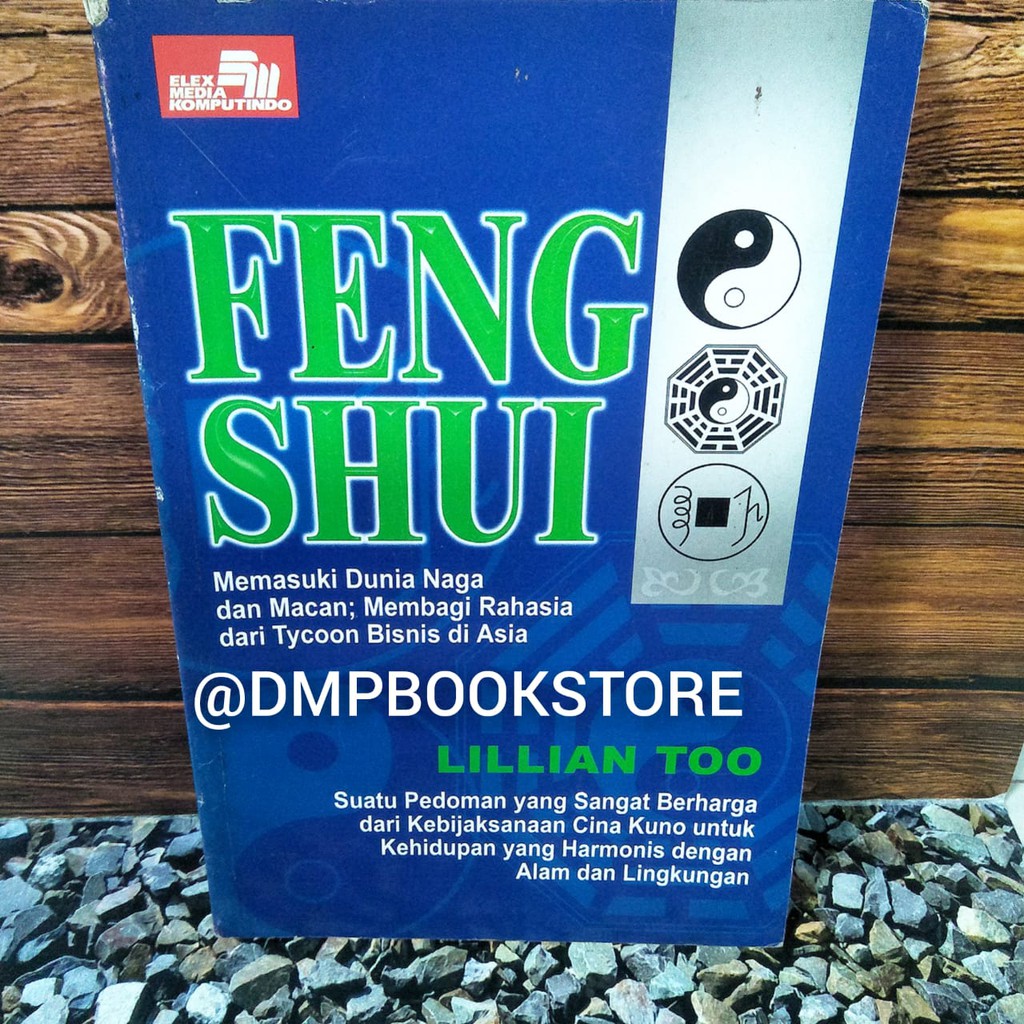 ELEX
MEDIA
KOMPUTINDO
FENG
SHUI
Memasuki Dunia Naga
dan Macan; Membagi Rahasia
dari Tycoon Bisnis di Asia
@DMPBOOKSTORE
LILLIAN TOO
Suatu Pedoman yang Sangat Berharga
dari Kebijaksanaan Cina Kuno untuk
Kehidupan yang Harmonis dengan
Alam dan Lingkungan